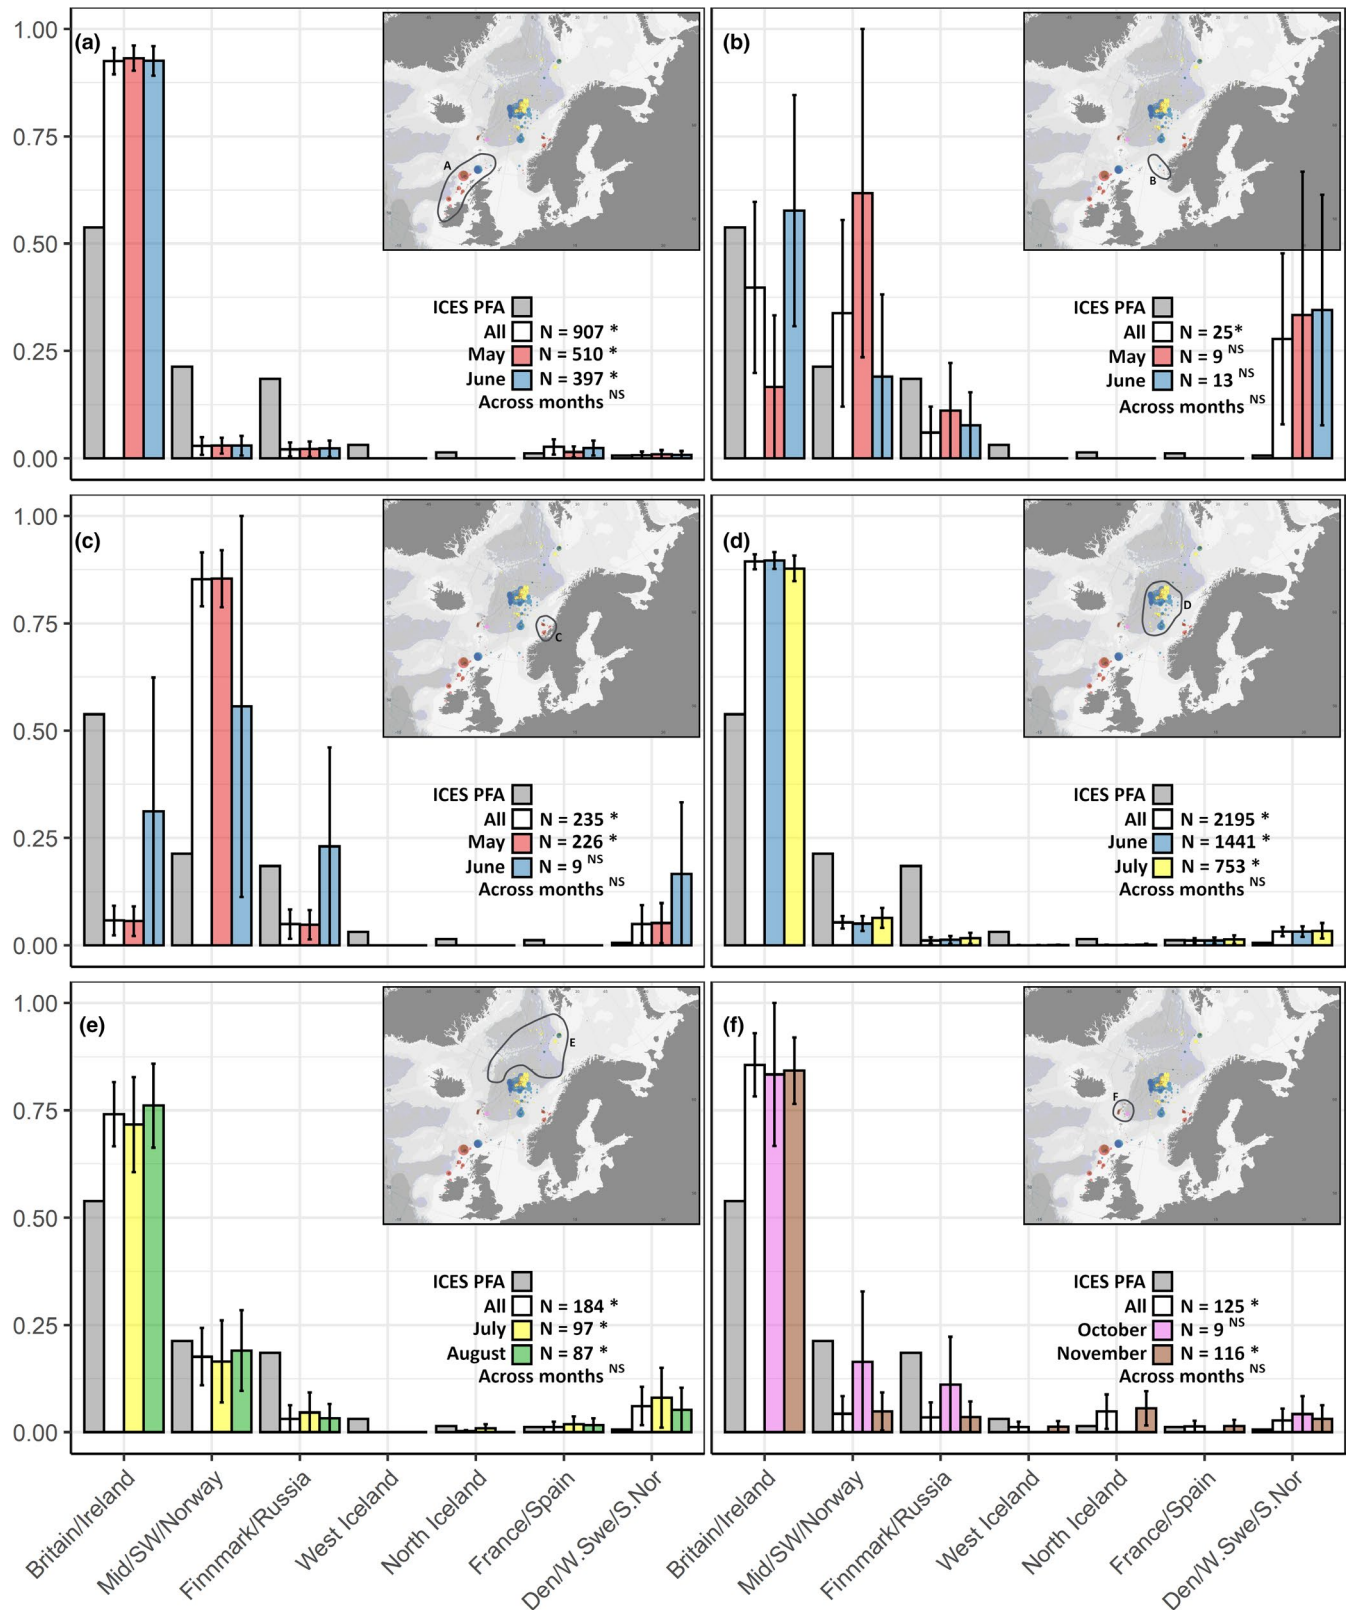 (a)
A
ICES PFA
All N = 907 *
May N = 510 *
June N = 397 *
Across months NS
1.00
0.75
0.50
0.25
0.00
(b)
B
ICES PFA
All N = 25*
May N = 9 NS
June N = 13 NS
Across months NS
(c)
C
ICES PFA
All N = 235 *
May N = 226 *
June N = 9 NS
Across months NS
1.00
0.75
0.50
0.25
0.00
(d)
D
ICES PFA
All N = 2195 *
June N = 1441 *
July N = 753 *
Across months NS
(e)
E
ICES PFA
All N = 184 *
July N = 97 *
August N = 87 *
Across months NS
1.00
0.75
0.50
0.25
0.00
(f)
F
ICES PFA
All N = 125 *
October N = 9 NS
November N = 116 *
Across months NS
Britain/Ireland
Mid/SW/Norway
Finnmark/Russia
West Iceland
North Iceland
France/Spain
Den/W.Swe/S.Nor
Britain/Ireland
Mid/SW/Norway
Finnmark/Russia
West Iceland
North Iceland
France/Spain
Den/W.Swe/S.Nor